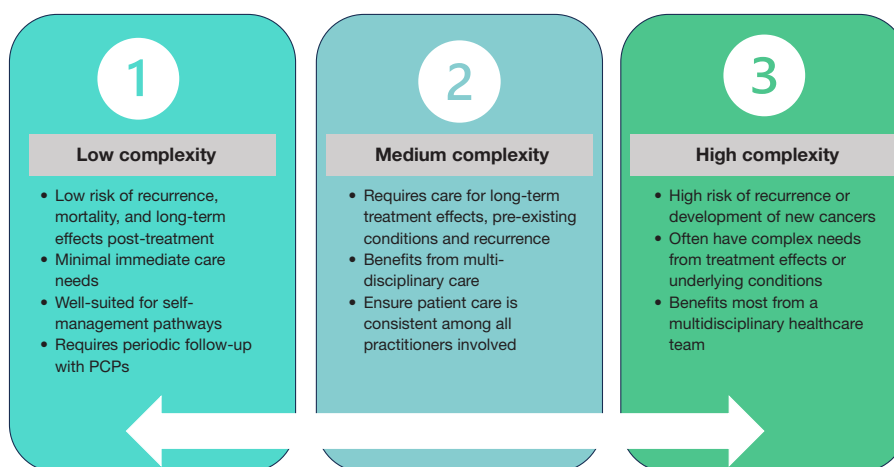 1
Low complexity
• Low risk of recurrence,
mortality, and long-term
effects post-treatment
• Minimal immediate care
needs
• Well-suited for self-
management pathways
• Requires periodic follow-up
with PCPs
2
Medium complexity
• Requires care for long-term
treatment effects, pre-existing
conditions and recurrence
• Benefits from multi-
disciplinary care
• Ensure patient care is
consistent among all
practitioners involved
3
High complexity
• High risk of recurrence or
development of new cancers
• Often have complex needs
from treatment effects or
underlying conditions
• Benefits most from a
multidisciplinary healthcare
team